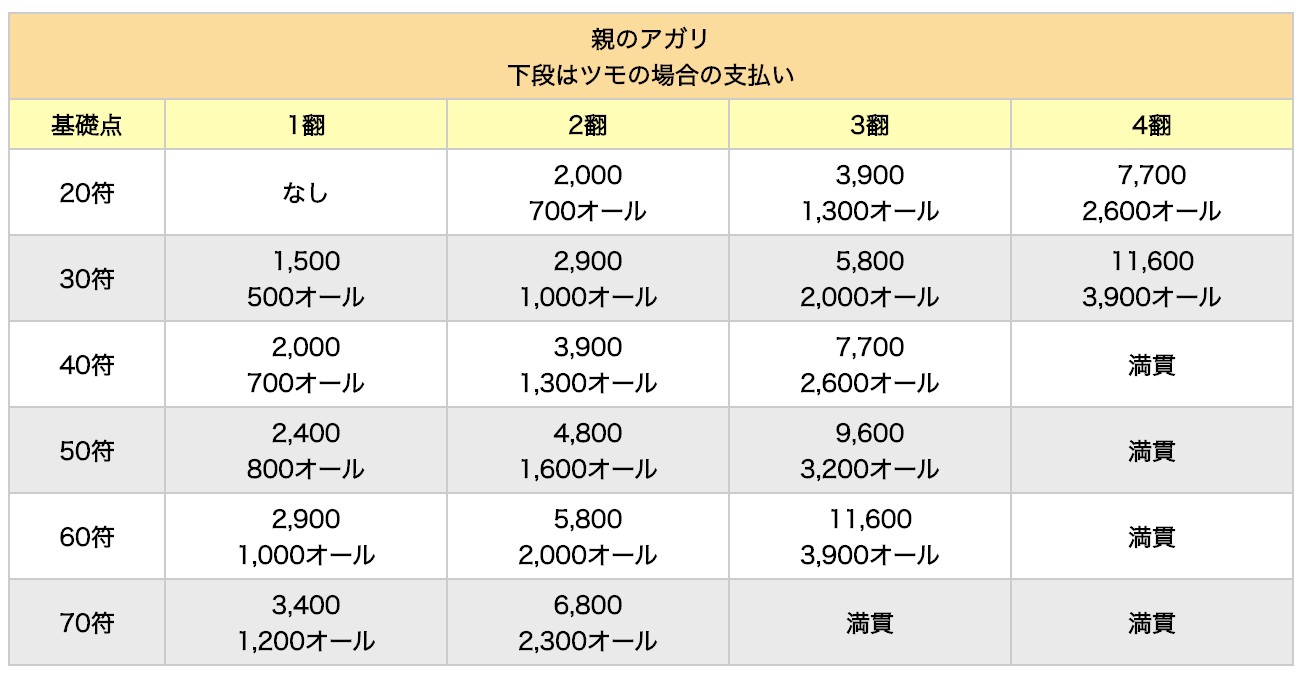 親のアガリ
下段はツモの場合の支払い
基礎点 1翻 2翻 3翻 4翻
20符 なし 2,000 3,900 7,700
700オール 1,300オール 2,600オール
30符 1,500 2,900 5,800 11,600
500オール 1,000オール 2,000オール 3,900オール
40符 2,000 3,900 7,700 満貫
700オール 1,300オール 2,600オール
50符 2,400 4,800 9,600 満貫
800オール 1,600オール 3,200オール
60符 2,900 5,800 11,600 満貫
1,000オール 2,000オール 3,900オール
70符 3,400 6,800 満貫 満貫
1,200オール 2,300オール